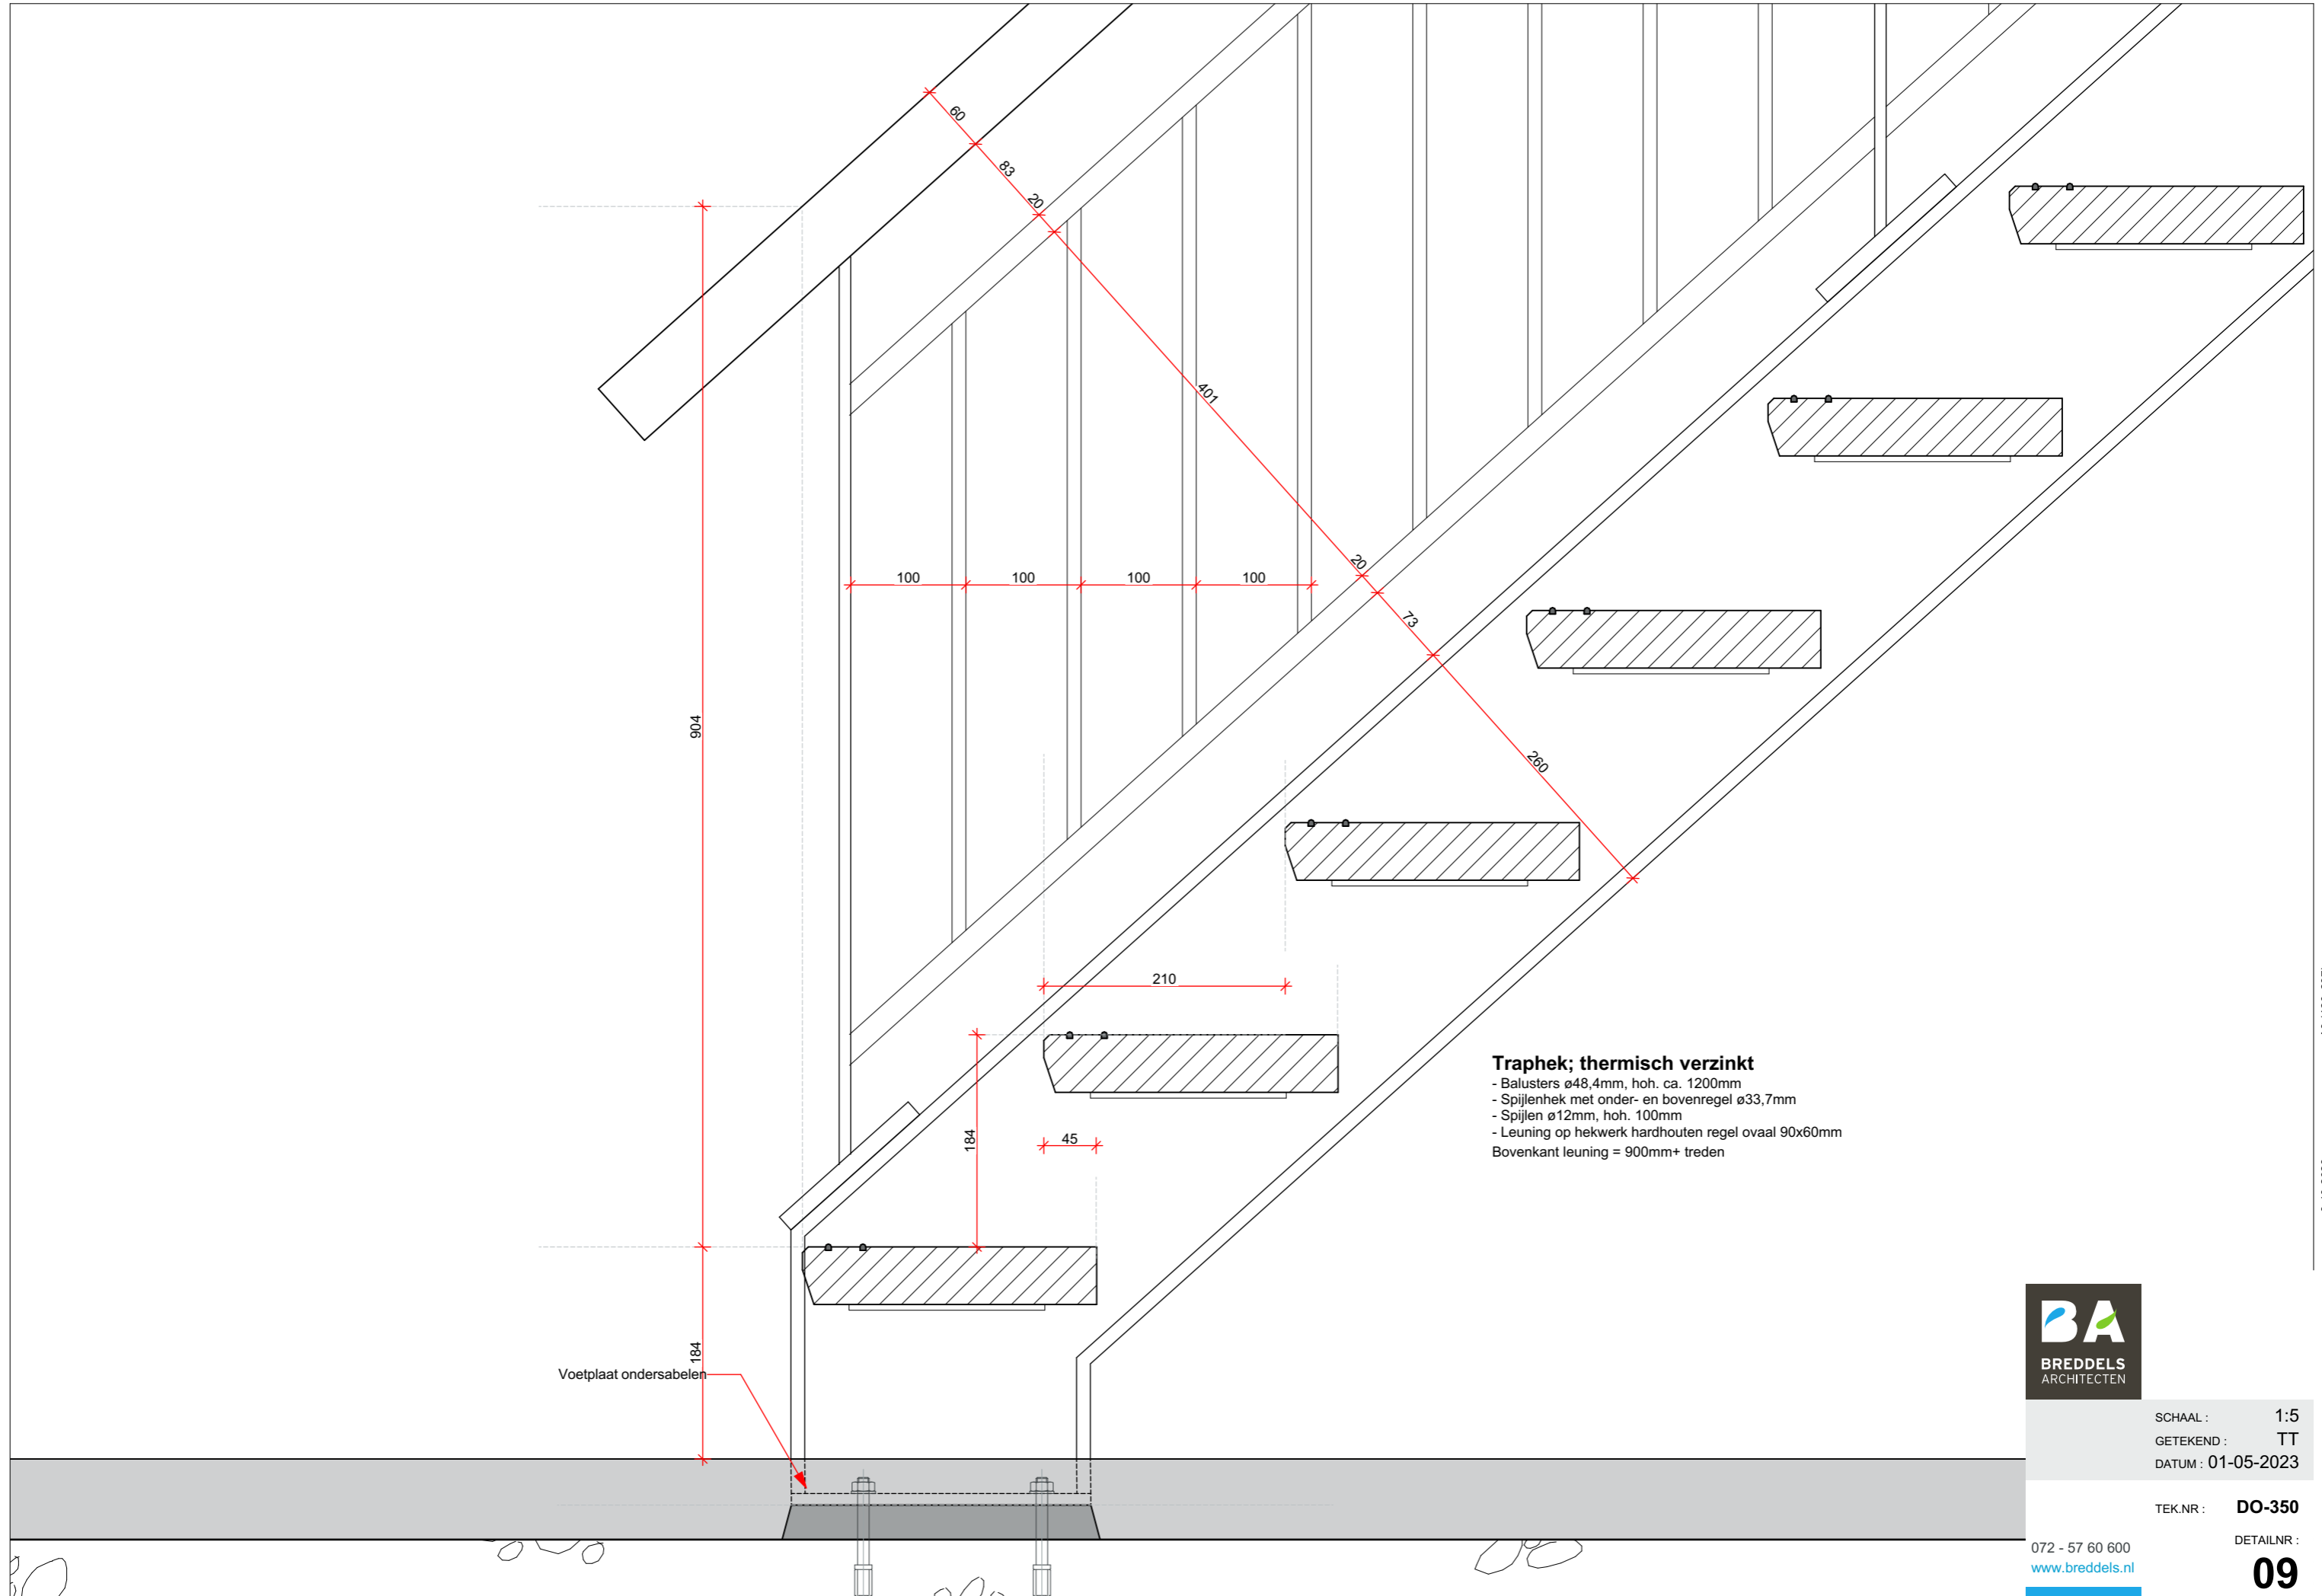 60
83
20
401
100
100
100
100
20
73
904
260
210
184
45
Traphek; thermisch verzinkt
- Balusters ø48,4mm, hoh. ca. 1200mm
- Spijlenhek met onder- en bovenregel ø33,7mm
- Spijlen ø12mm, hoh. 100mm
- Leuning op hekwerk hardhouten regel ovaal 90x60mm
Bovenkant leuning = 900mm+ treden
184
Voetplaat ondersabelen
BA
BREDDELS
ARCHITECTEN
SCHAAL : 1:5
GETEKEND : TT
DATUM : 01-05-2023
TEK.NR : DO-350
DETAILNR :
072 - 57 60 600
www.breddels.nl
09